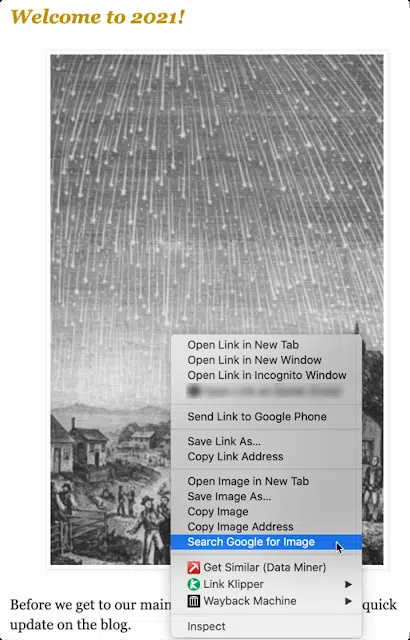 Welcome to 2021!
Open Link in New Tab
Open Link in New Window
Open Link in Incognito Window
Send Link to Google Phone
Save Link As...
Copy Link Address
Open Image in New Tab
Save Image As...
Copy Image
Copy Image Address
Search Google for Image
Get Similar (Data Miner)
Link Klipper
Wayback Machine
Inspect
Before we get to our main quick
update on the blog.